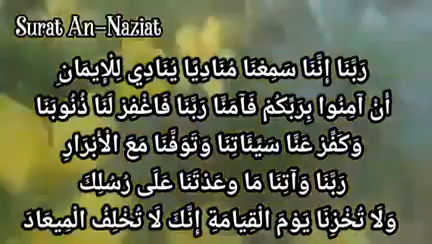 Surat An-Naziat
رَبَّنَا إِنَّنَا سَمِعْنَا مُنَادِيًا يُنَادِي لِلْإِيمَانِ
أَنْ آمِنُوا بِرَبِّكُمْ فَآمَنَّا رَبَّنَا فَاغْفِرْ لَنَا ذُنُوبَنَا
وَكَفِّرْ عَنَّا سَيِّئَاتِنَا وَتَوَفَّنَا مَعَ الْأَبْرَارِ
رَبَّنَا وَآتِنَا مَا وعَدْتَنَا عَلَى رُسُلِكَ
وَلَا تُخْزِنَا يَوْمَ الْقِيَامَةِ إِنَّكَ لَا تُخْلِفُ الْمِيعَادَ